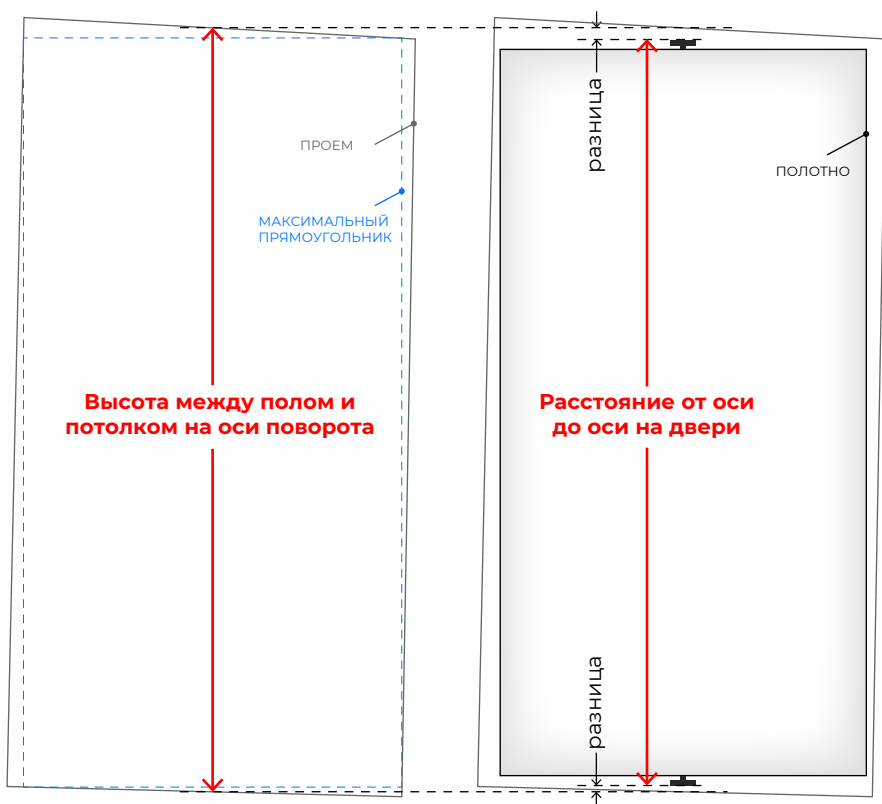 ПРОЕМ
МАКСИМАЛЬНЫЙ
ПРЯМОУГОЛЬНИК
Высота между полом и
потолком на оси поворота
разница
ПОЛОТНО
Расстояние от оси
до оси на двери
разница